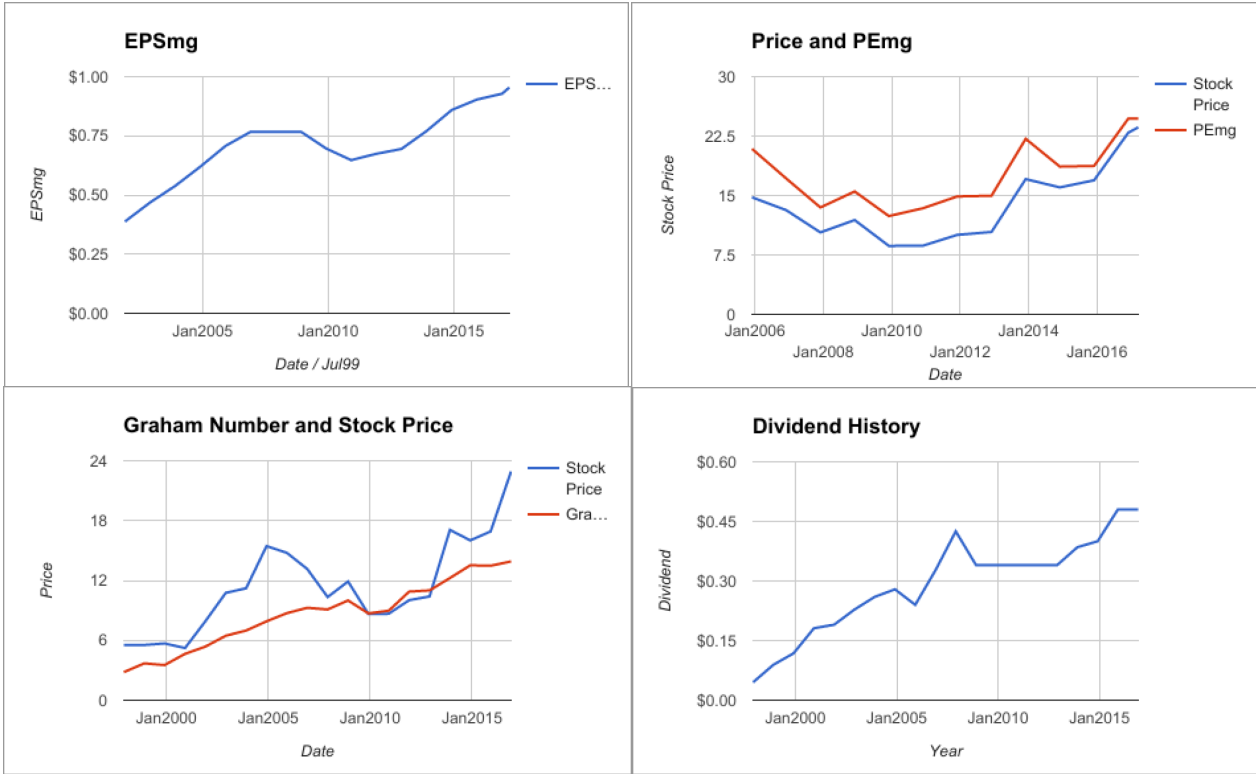 EPSmg
$1.00
$0.75
$0.50
$0.25
$0.00
EPSmg
Jan2005 Jan2010 Jan2015
Date / Jul99
EPS…
Price and PEmg
30
22.5
15
7.5
0
Stock Price
Jan2006 Jan2010 Jan2014
Jan2008 Jan2012 Jan2016
Date
Stock
Price
PEmg
Graham Number and Stock Price
24
18
12
6
0
Price
Jan2000 Jan2005 Jan2010 Jan2015
Date
Stock
Price
Gra…
Dividend History
$0.60
$0.45
$0.30
$0.15
$0.00
Dividend
Jan2000 Jan2005 Jan2010 Jan2015
Year